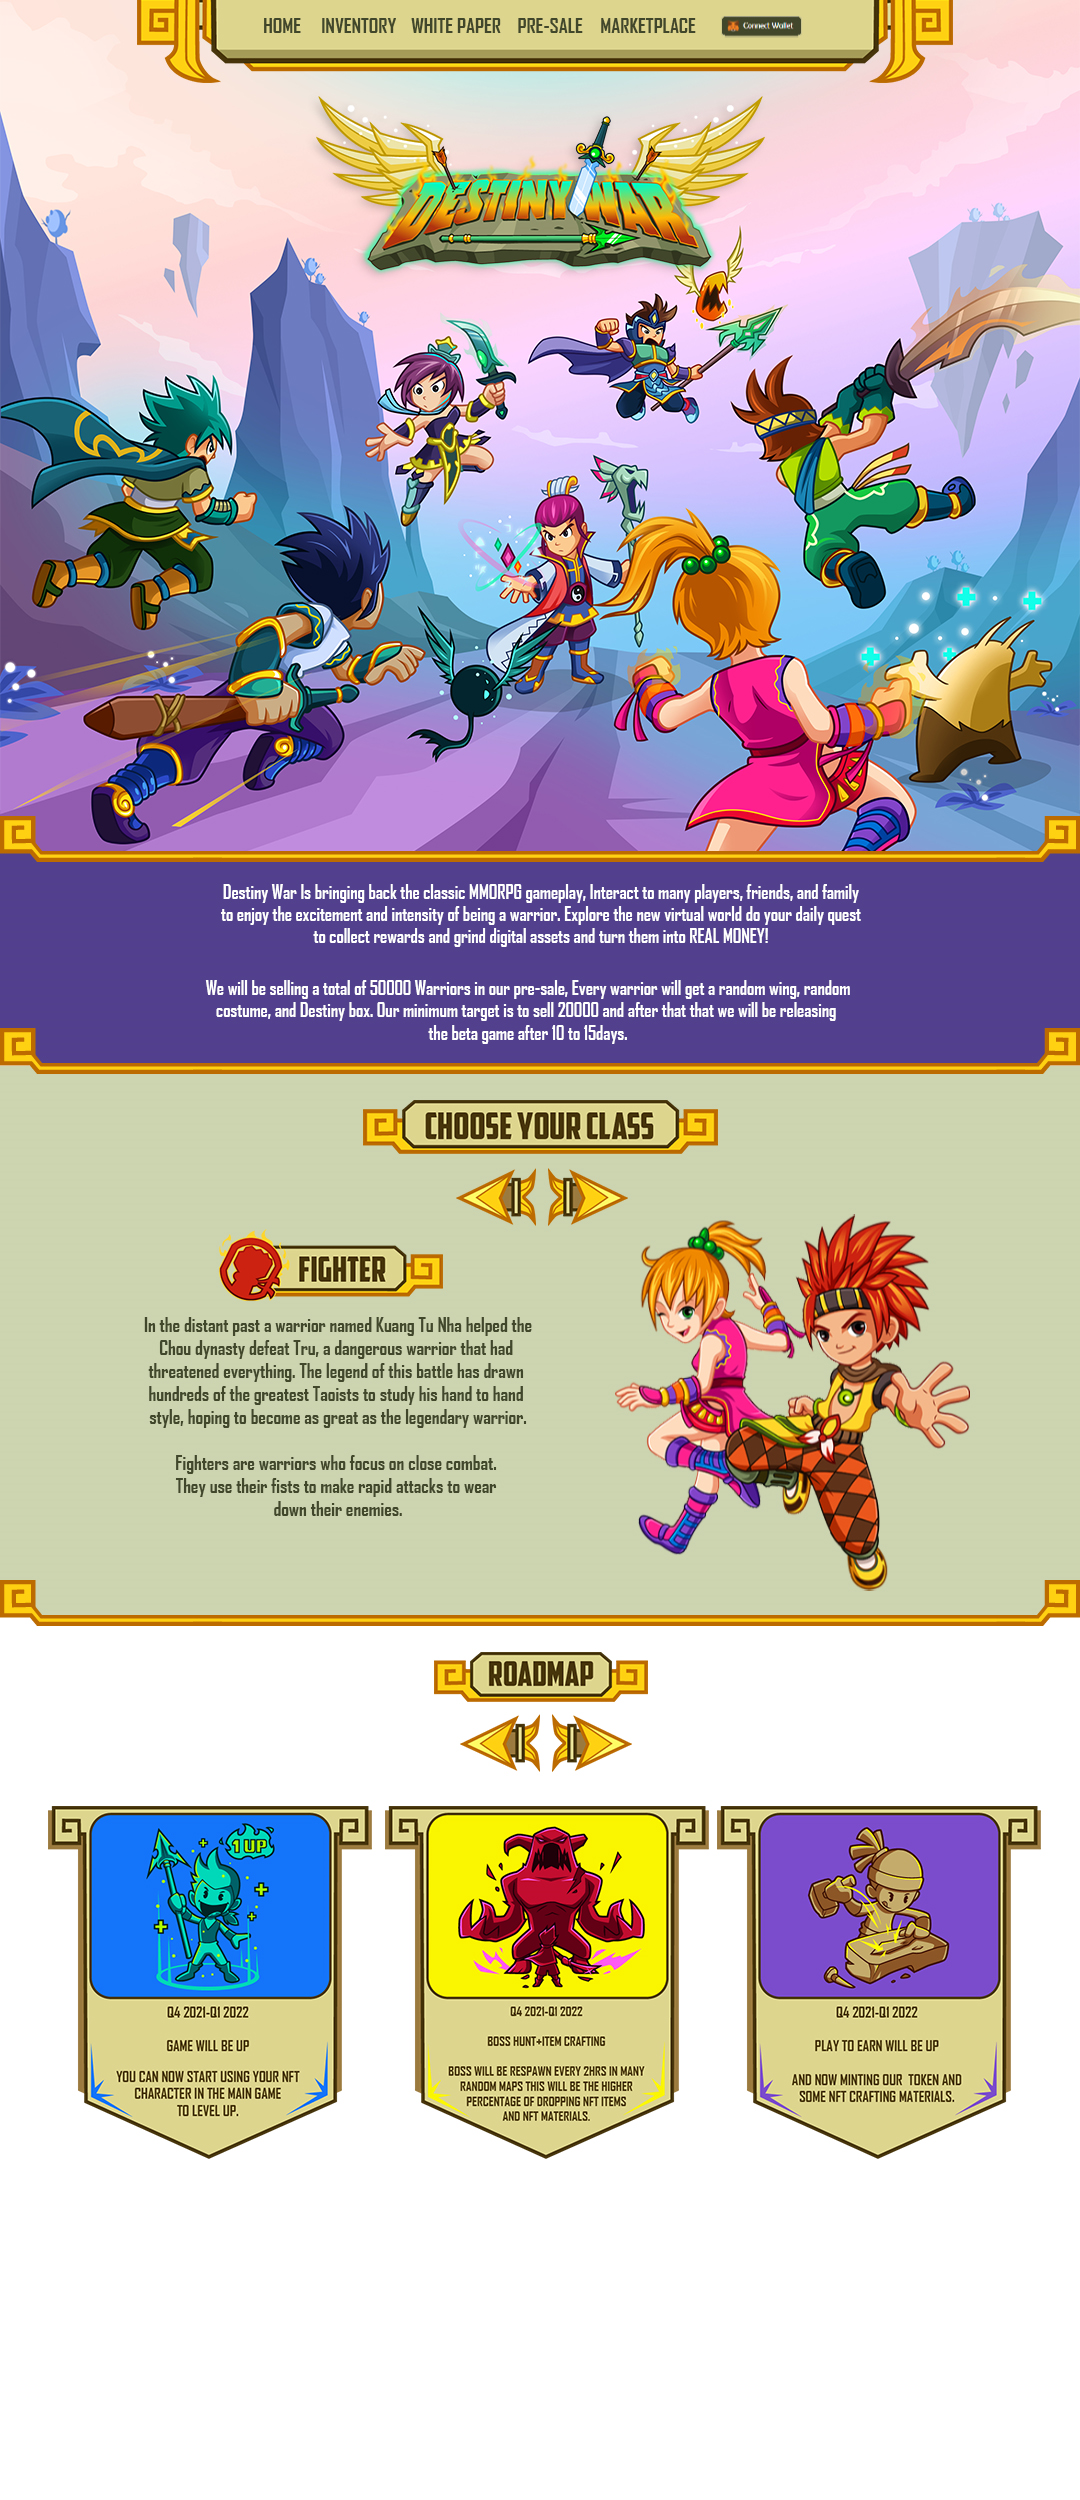 HOME INVENTORY WHITE PAPER PRE-SALE MARKETPLACE Connect Wallet
DESTINY WAR
Destiny War Is bringing back the classic MMORPG gameplay, Interact to many players, friends, and family
to enjoy the excitement and intensity of being a warrior. Explore the new virtual world do your daily quest
to collect rewards and grind digital assets and turn them into REAL MONEY!
We will be selling a total of 50000 Warriors in our pre-sale, Every warrior will get a random wing, random
costume, and Destiny box. Our minimum target is to sell 20000 and after that that we will be releasing
the beta game after 10 to 15days.
CHOOSE YOUR CLASS
FIGHTER
In the distant past a warrior named Kuang Tu Nha helped the
Chou dynasty defeat Tru, a dangerous warrior that had
threatened everything. The legend of this battle has drawn
hundreds of the greatest Taoists to study his hand to hand
style, hoping to become as great as the legendary warrior.
Fighters are warriors who focus on close combat.
They use their fists to make rapid attacks to wear
down their enemies.
ROADMAP
1 UP
Q4 2021-Q1 2022
GAME WILL BE UP
YOU CAN NOW START USING YOUR NFT
CHARACTER IN THE MAIN GAME
TO LEVEL UP.
Q4 2021-Q1 2022
BOSS HUNT+ITEM CRAFTING
BOSS WILL BE RESPAWN EVERY 2HRS IN MANY
RANDOM MAPS THIS WILL BE THE HIGHER
PERCENTAGE OF DROPPING NFT ITEMS
AND NFT MATERIALS.
Q4 2021-Q1 2022
PLAY TO EARN WILL BE UP
AND NOW MINTING OUR TOKEN AND
SOME NFT CRAFTING MATERIALS.